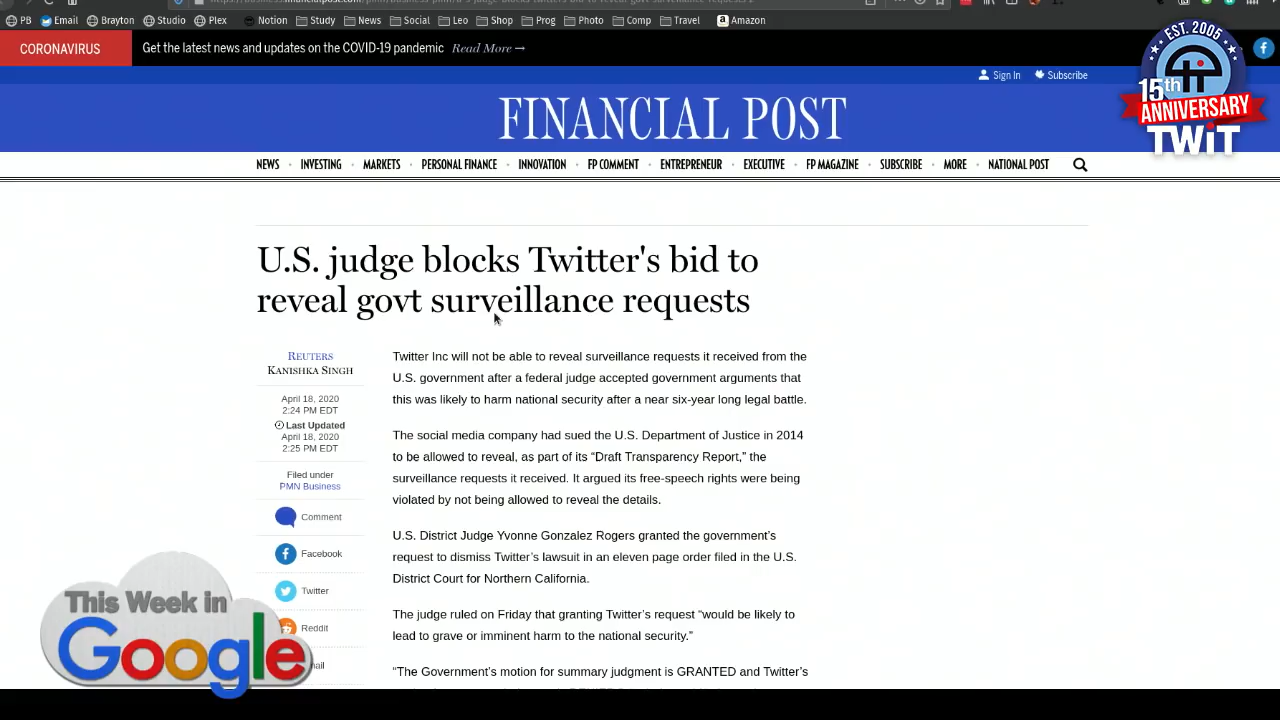 PB Email Brayton Studio Plex Notion Study News Social Leo Shop Prog Photo Comp Travel Amazon
CORONAVIRUS
Get the latest news and updates on the COVID-19 pandemic Read More →
EST. 2005
15th
ANNIVERSARY
TWiT
Sign In Subscribe
FINANCIAL POST
NEWS • INVESTING • MARKETS • PERSONAL FINANCE • INNOVATION • FP COMMENT • ENTREPRENEUR • EXECUTIVE • FP MAGAZINE • SUBSCRIBE • MORE • NATIONAL POST
U.S. judge blocks Twitter's bid to
reveal govt surveillance requests
REUTERS
KANISHKA SINGH
April 18, 2020
2:24 PM EDT
Last Updated
April 18, 2020
2:25 PM EDT
Filed under
PMN Business
Comment
Facebook
Twitter
Reddit
Twitter Inc will not be able to reveal surveillance requests it received from the
U.S. government after a federal judge accepted government arguments that
this was likely to harm national security after a near six-year long legal battle.
The social media company had sued the U.S. Department of Justice in 2014
to be allowed to reveal, as part of its “Draft Transparency Report,” the
surveillance requests it received. It argued its free-speech rights were being
violated by not being allowed to reveal the details.
U.S. District Judge Yvonne Gonzalez Rogers granted the government’s
request to dismiss Twitter’s lawsuit in an eleven page order filed in the U.S.
District Court for Northern California.
The judge ruled on Friday that granting Twitter’s request “would be likely to
lead to grave or imminent harm to the national security.”
“The Government’s motion for summary judgment is GRANTED and Twitter’s
This Week in
Google